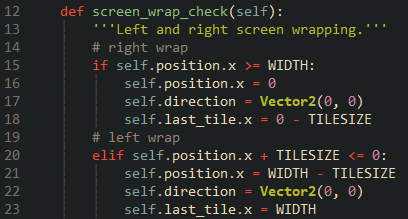 12 def screen_wrap_check(self):
13 '''Left and right screen wrapping.'''
14 # right wrap
15 if self.position.x >= WIDTH:
16 self.position.x = 0
17 self.direction = Vector2(0, 0)
18 self.last_tile.x = 0 - TILESIZE
19 # left wrap
20 elif self.position.x + TILESIZE <= 0:
21 self.position.x = WIDTH - TILESIZE
22 self.direction = Vector2(0, 0)
23 self.last_tile.x = WIDTH